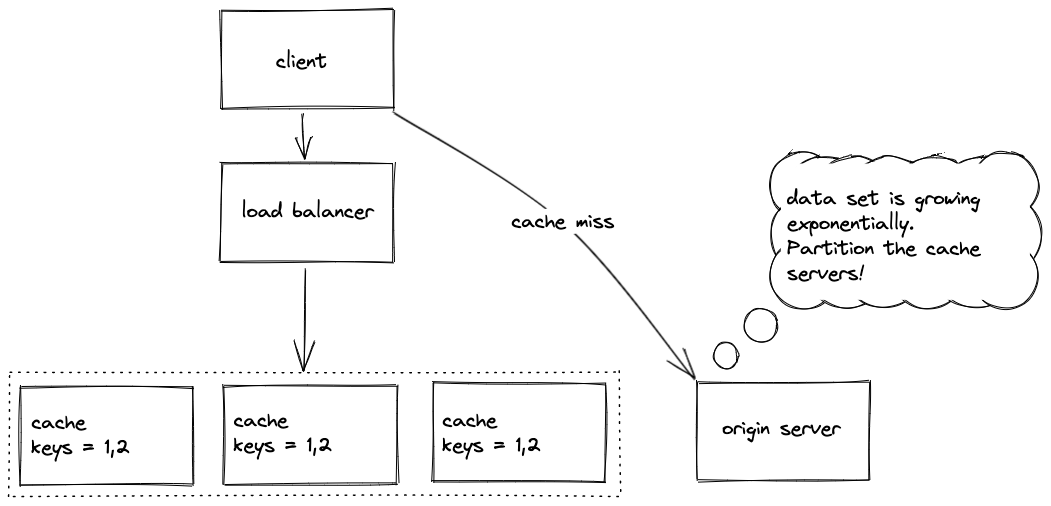 client
load balancer
cache miss
data set is growing
exponentially.
Partition the cache
servers!
cache
keys = 1,2
cache
keys = 1,2
cache
keys = 1,2
origin server